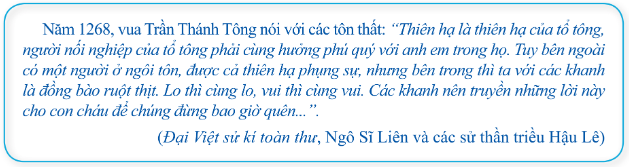 Năm 1268, vua Trần Thánh Tông nói với các tôn thất: “Thiên hạ là thiên hạ của tổ tông,
người nối nghiệp của tổ tông phải cùng hưởng phú quý với anh em trong họ. Tuy bên ngoài
có một người ở ngôi tôn, được cả thiên hạ phụng sự, nhưng bên trong thì ta với các khanh
là đồng bào ruột thịt. Lo thì cùng lo, vui thì cùng vui. Các khanh nên truyền những lời này
cho con cháu để chúng đừng bao giờ quên...”.
(Đại Việt sử kí toàn thư, Ngô Sĩ Liên và các sử thần triều Hậu Lê)